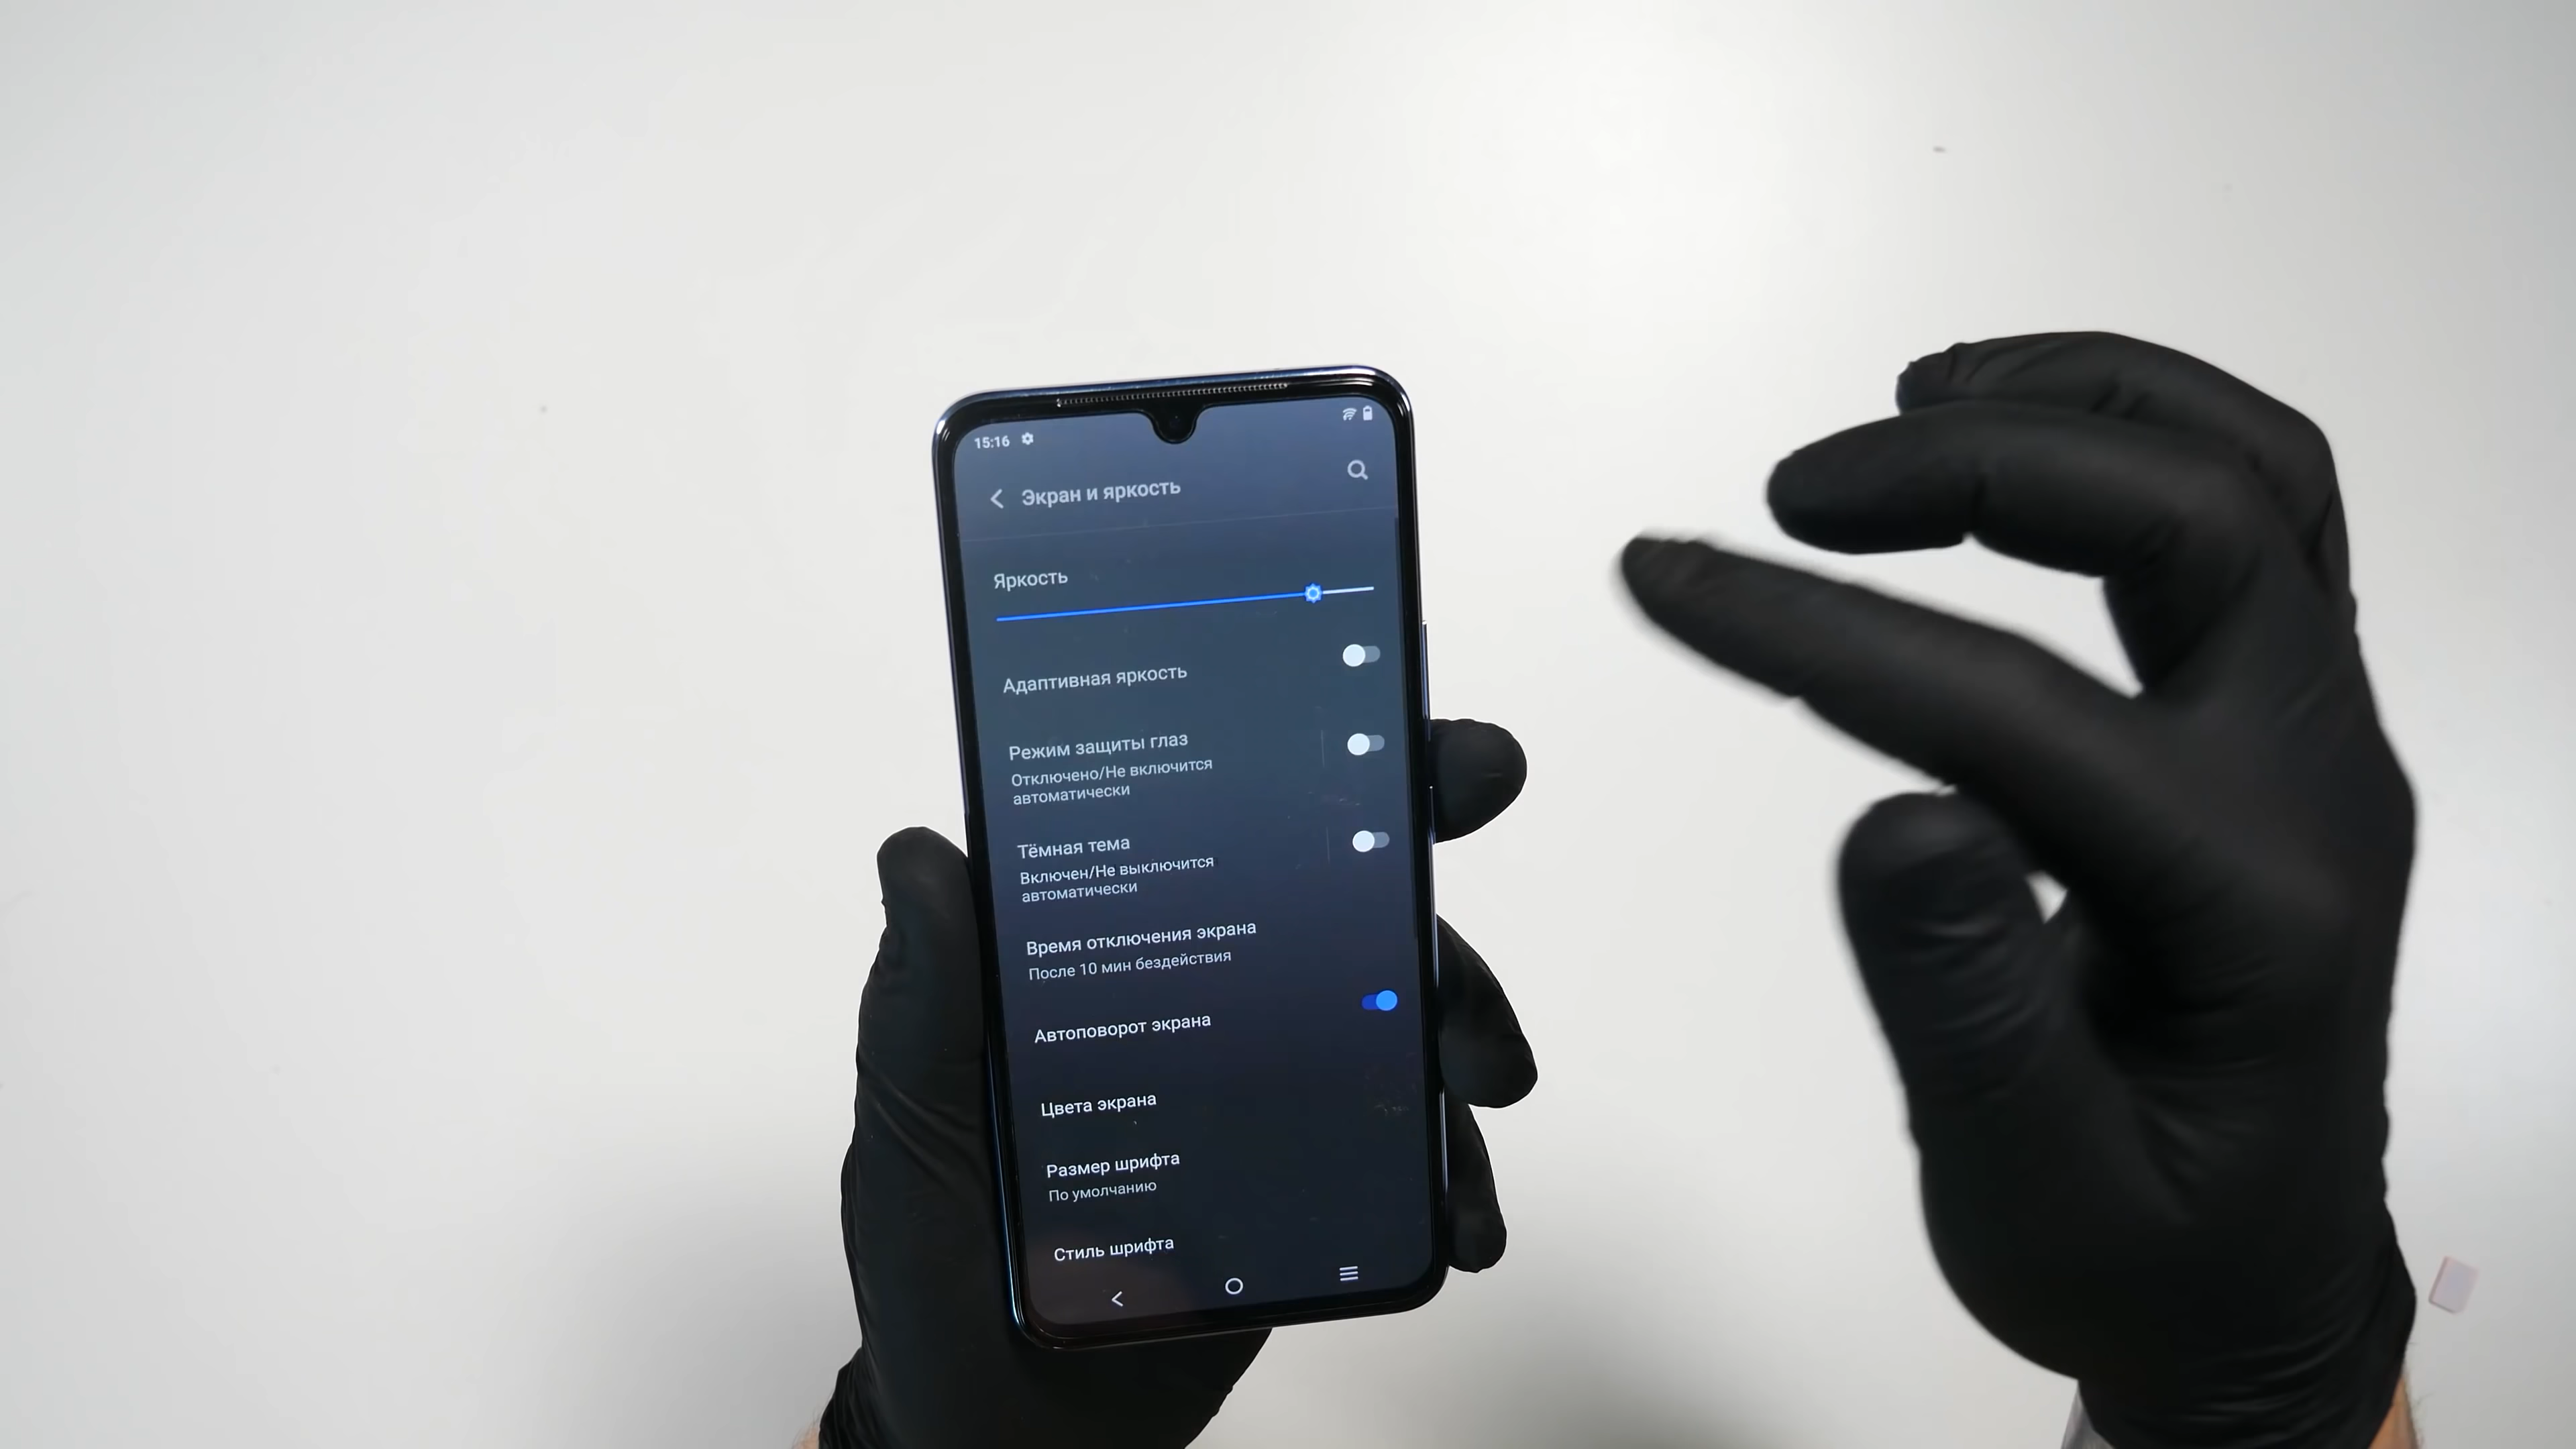 15:16
Экран и яркость
Яркость
Адаптивная яркость
Режим защиты глаз
Отключено/Не включится
автоматически
Тёмная тема
Включен/Не выключится
автоматически
Время отключения экрана
После 10 мин бездействия
Автоповорот экрана
Цвета экрана
Размер шрифта
По умолчанию
Стиль шрифта